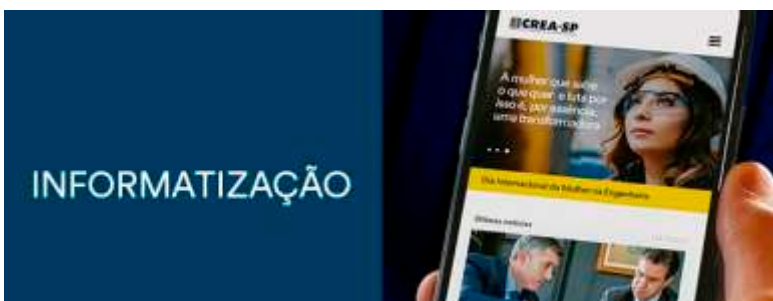 INFORMATIZAÇÃO
CREA-SP
A mulher que sabe
o que quer e luta por
isso é, por essência,
uma transformadora
Dia Internacional da Mulher na Engenharia
Últimas notícias